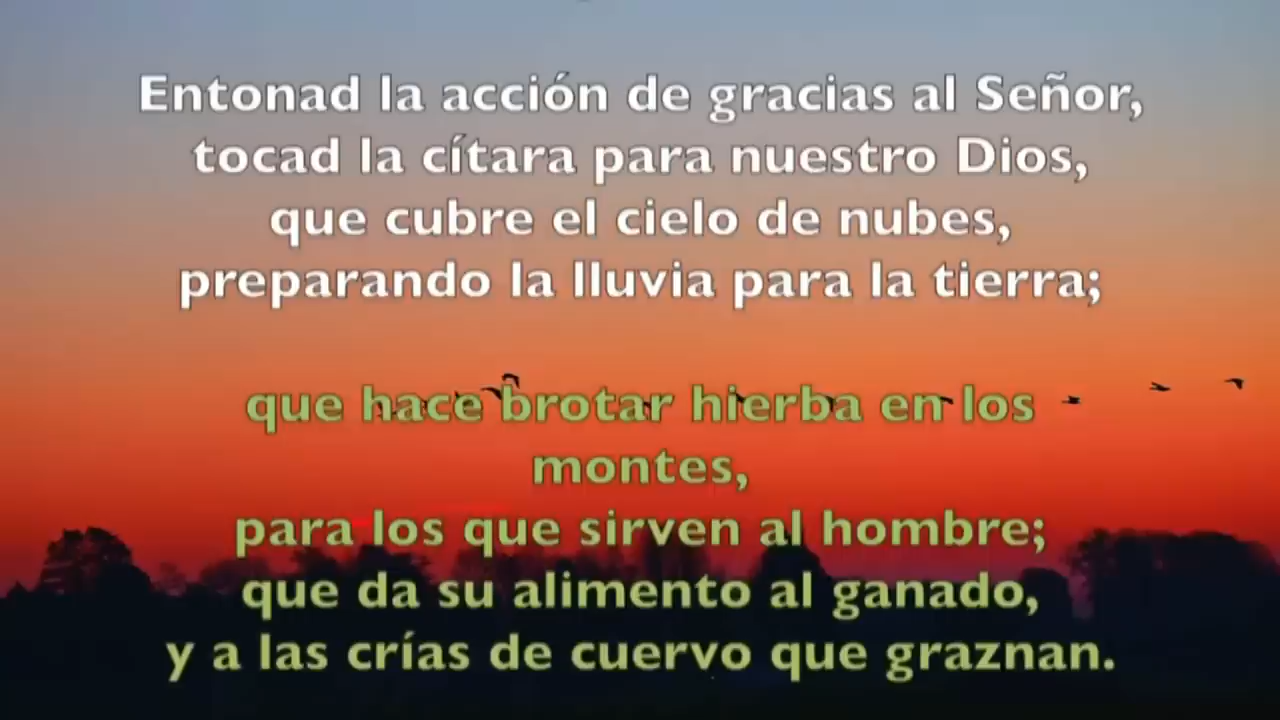 Entonad la acción de gracias al Señor,
tocad la cítara para nuestro Dios,
que cubre el cielo de nubes,
preparando la lluvia para la tierra;
que hace brotar hierba en los
montes,
para los que sirven al hombre;
que da su alimento al ganado,
y a las crías de cuervo que graznan.